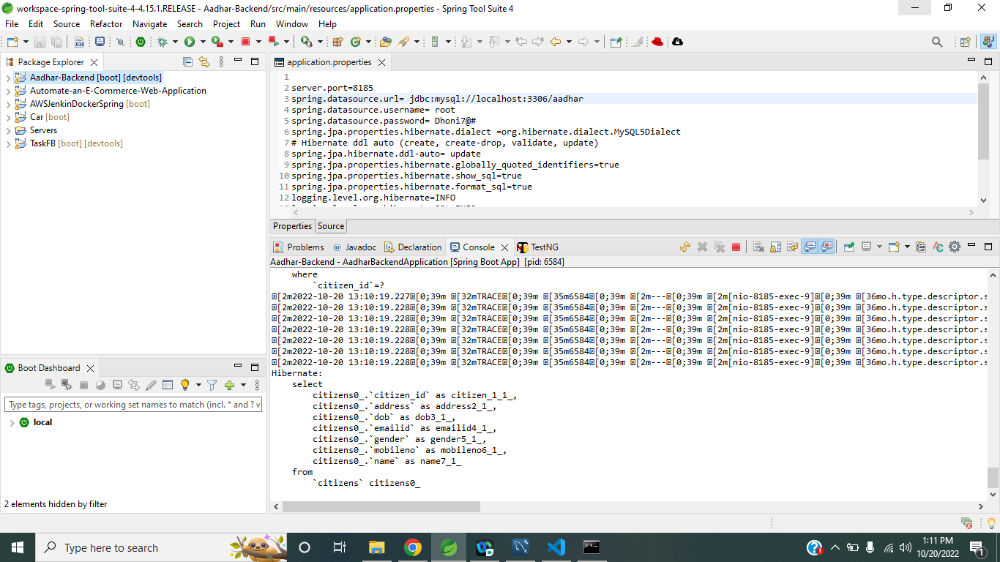 workspace-spring-tool-suite-4-4.15.1.RELEASE - Aadhar-Backend/src/main/resources/application.properties - Spring Tool Suite 4
File Edit Source Refactor Navigate Search Project Run Window Help
Package Explorer
Aadhar-Backend [boot] [devtools]
Automate-an-E-Commerce-Web-Application
AWSJenkinDockerSpring [boot]
Car [boot]
Servers
TaskFB [boot] [devtools]
application.properties
1
2 server.port=8185
3 spring.datasource.url= jdbc:mysql://localhost:3306/aadhar
4 spring.datasource.username= root
5 spring.datasource.password= Dhoni7@#
6 spring.jpa.properties.hibernate.dialect =org.hibernate.dialect.MySQL5Dialect
7 # Hibernate ddl auto (create, create-drop, validate, update)
8 spring.jpa.hibernate.ddl-auto= update
9 spring.jpa.properties.hibernate.globally_quoted_identifiers=true
10 spring.jpa.properties.hibernate.show_sql=true
11 spring.jpa.properties.hibernate.format_sql=true
12 logging.level.org.hibernate=INFO
Properties Source
Problems @ Javadoc Declaration Console TestNG
Aadhar-Backend - AadharBackendApplication [Spring Boot App] [pid: 6584]
where
`citizen_id`=?
[2m2022-10-20 13:10:19.227[0;39m [32mTRACE[0;39m [35m6584[0;39m [2m---[0;39m [2m[nio-8185-exec-9][0;39m [36mo.h.type.descriptor.s
[2m2022-10-20 13:10:19.228[0;39m [32mTRACE[0;39m [35m6584[0;39m [2m---[0;39m [2m[nio-8185-exec-9][0;39m [36mo.h.type.descriptor.s
[2m2022-10-20 13:10:19.228[0;39m [32mTRACE[0;39m [35m6584[0;39m [2m---[0;39m [2m[nio-8185-exec-9][0;39m [36mo.h.type.descriptor.s
[2m2022-10-20 13:10:19.228[0;39m [32mTRACE[0;39m [35m6584[0;39m [2m---[0;39m [2m[nio-8185-exec-9][0;39m [36mo.h.type.descriptor.s
[2m2022-10-20 13:10:19.228[0;39m [32mTRACE[0;39m [35m6584[0;39m [2m---[0;39m [2m[nio-8185-exec-9][0;39m [36mo.h.type.descriptor.s
[2m2022-10-20 13:10:19.228[0;39m [32mTRACE[0;39m [35m6584[0;39m [2m---[0;39m [2m[nio-8185-exec-9][0;39m [36mo.h.type.descriptor.s
[2m2022-10-20 13:10:19.228[0;39m [32mTRACE[0;39m [35m6584[0;39m [2m---[0;39m [2m[nio-8185-exec-9][0;39m [36mo.h.type.descriptor.s
Hibernate:
select
citizens0_.`citizen_id` as citizen_1_1_,
citizens0_.`address` as address2_1_,
citizens0_.`dob` as dob3_1_,
citizens0_.`emailid` as emailid4_1_,
citizens0_.`gender` as gender5_1_,
citizens0_.`mobileno` as mobileno6_1_,
citizens0_.`name` as name7_1_
from
`citizens` citizens0_
Boot Dashboard
Type tags, projects, or working set names to match (incl. * and ? w
local
2 elements hidden by filter
Type here to search
1:11 PM
10/20/2022
1